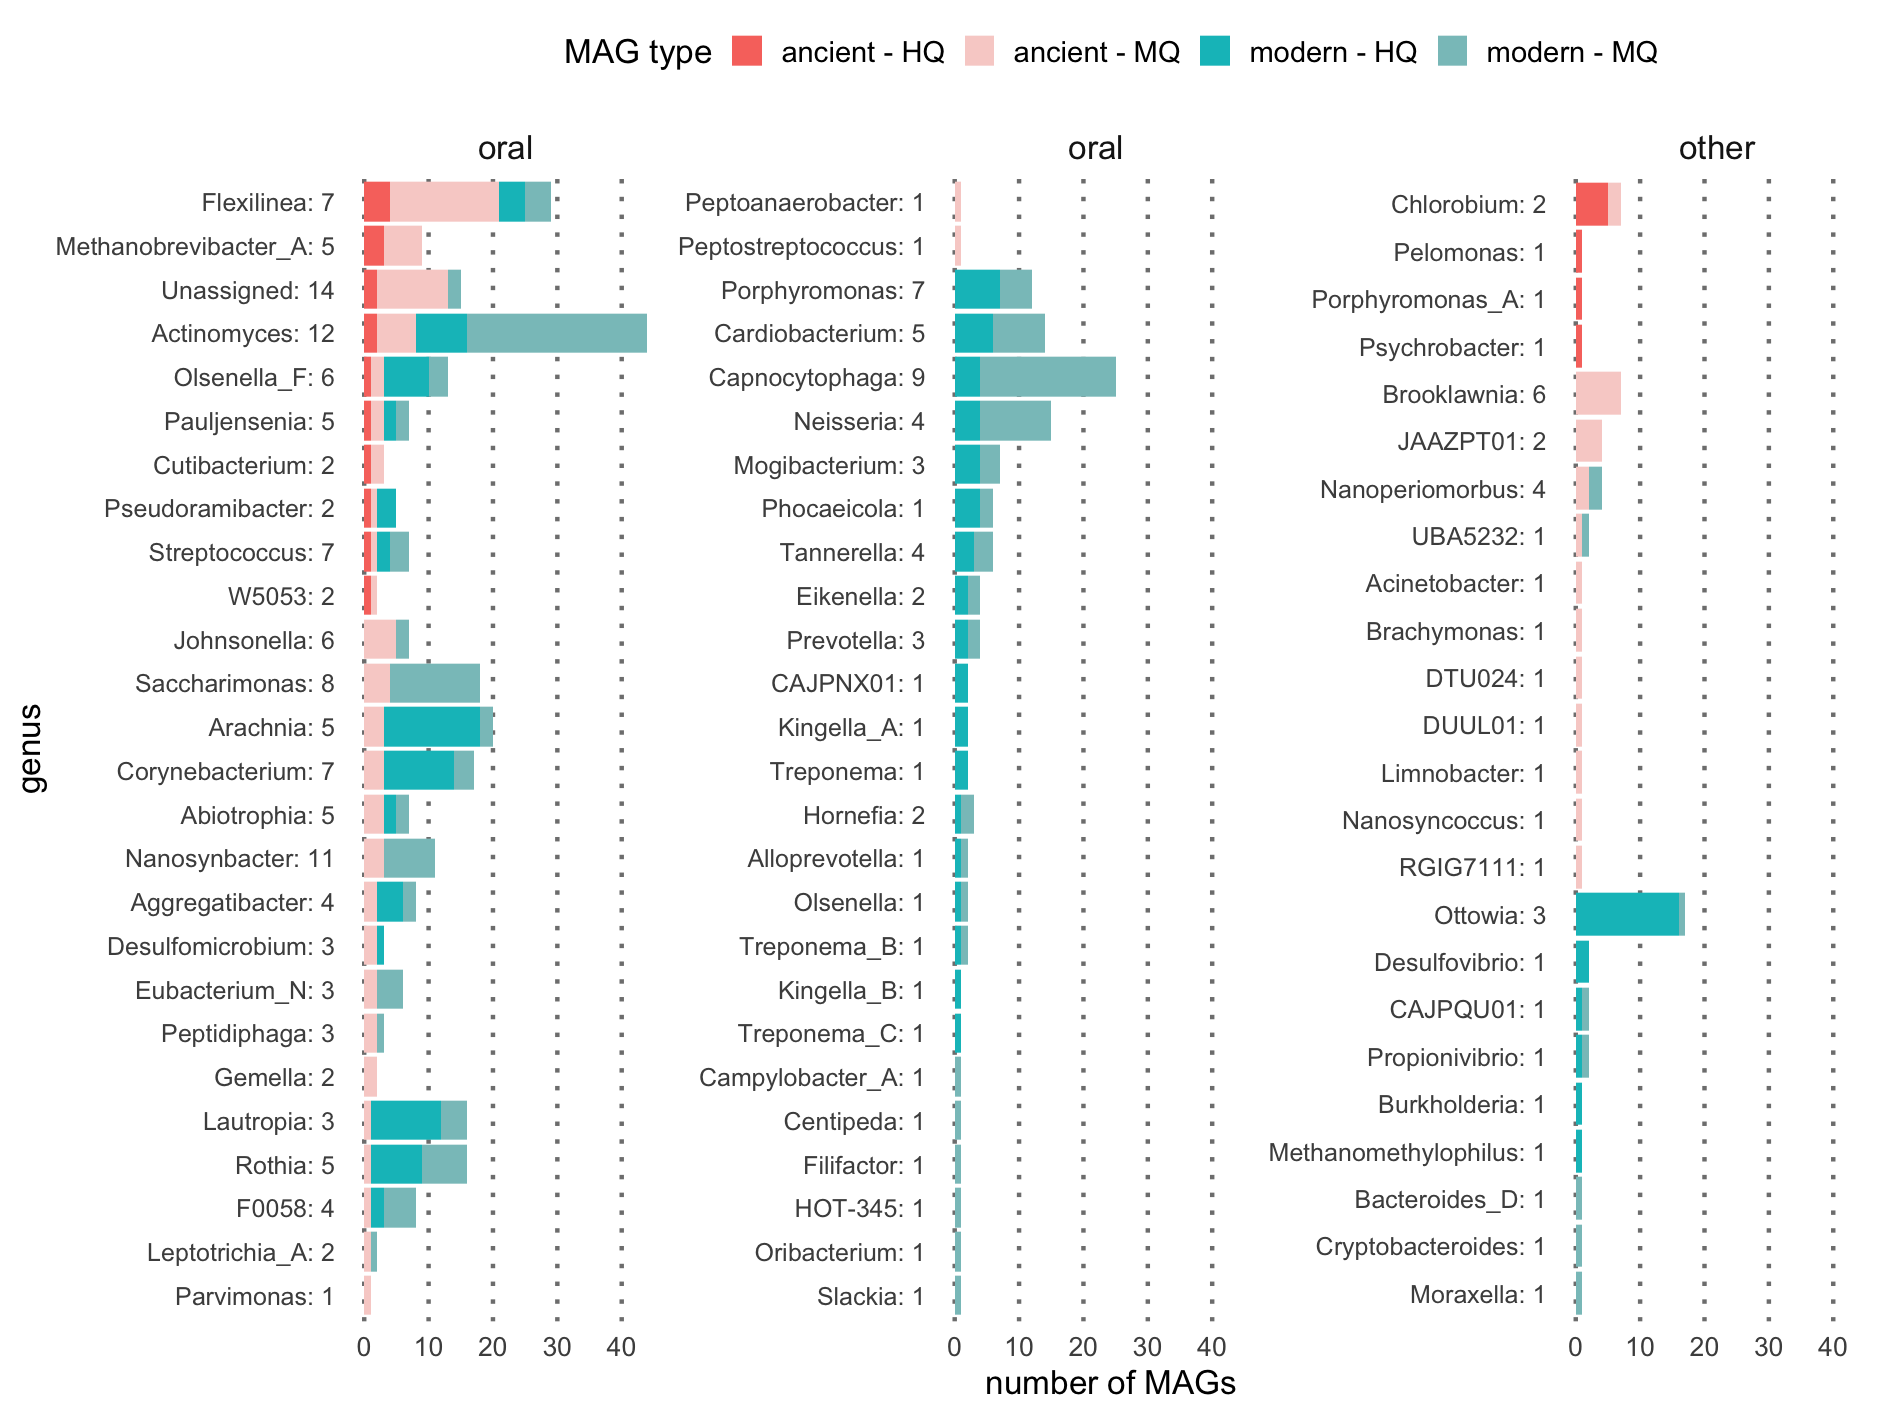 MAG type ancient - HQ ancient - MQ modern - HQ modern - MQ
oral
Flexilinea: 7
Methanobrevibacter_A: 5
Unassigned: 14
Actinomyces: 12
Olsenella_F: 6
Pauljensenia: 5
Cutibacterium: 2
Pseudoramibacter: 2
Streptococcus: 7
W5053: 2
Johnsonella: 6
Saccharimonas: 8
Arachnia: 5
Corynebacterium: 7
Abiotrophia: 5
Nanosynbacter: 11
Aggregatibacter: 4
Desulfomicrobium: 3
Eubacterium_N: 3
Peptidiphaga: 3
Gemella: 2
Lautropia: 3
Rothia: 5
F0058: 4
Leptotrichia_A: 2
Parvimonas: 1
0 10 20 30 40
oral
Peptoanaerobacter: 1
Peptostreptococcus: 1
Porphyromonas: 7
Cardiobacterium: 5
Capnocytophaga: 9
Neisseria: 4
Mogibacterium: 3
Phocaeicola: 1
Tannerella: 4
Eikenella: 2
Prevotella: 3
CAJPNX01: 1
Kingella_A: 1
Treponema: 1
Hornefia: 2
Alloprevotella: 1
Olsenella: 1
Treponema_B: 1
Kingella_B: 1
Treponema_C: 1
Campylobacter_A: 1
Centipeda: 1
Filifactor: 1
HOT-345: 1
Oribacterium: 1
Slackia: 1
0 10 20 30 40
other
Chlorobium: 2
Pelomonas: 1
Porphyromonas_A: 1
Psychrobacter: 1
Brooklawnia: 6
JAAZPT01: 2
Nanoperiomorbus: 4
UBA5232: 1
Acinetobacter: 1
Brachymonas: 1
DTU024: 1
DUUL01: 1
Limnobacter: 1
Nanosyncoccus: 1
RGIG7111: 1
Ottowia: 3
Desulfovibrio: 1
CAJPQU01: 1
Propionivibrio: 1
Burkholderia: 1
Methanomethylophilus: 1
Bacteroides_D: 1
Cryptobacteroides: 1
Moraxella: 1
0 10 20 30 40
genus
number of MAGs